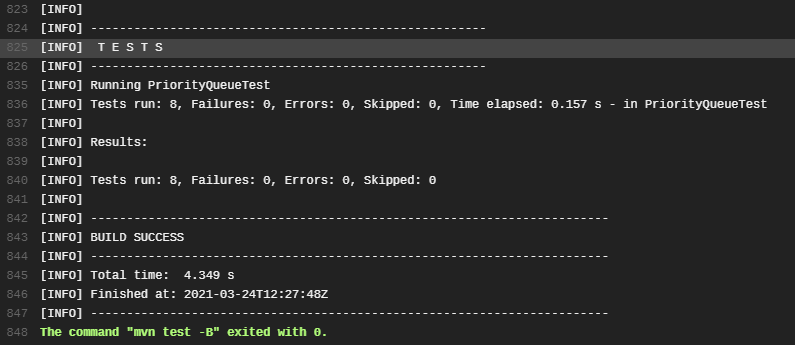 823 [INFO]
824 [INFO] -------------------------------------------------------
825 [INFO]  T E S T S
826 [INFO] -------------------------------------------------------
835 [INFO] Running PriorityQueueTest
836 [INFO] Tests run: 8, Failures: 0, Errors: 0, Skipped: 0, Time elapsed: 0.157 s - in PriorityQueueTest
837 [INFO]
838 [INFO] Results:
839 [INFO]
840 [INFO] Tests run: 8, Failures: 0, Errors: 0, Skipped: 0
841 [INFO]
842 [INFO] ------------------------------------------------------------------------
843 [INFO] BUILD SUCCESS
844 [INFO] ------------------------------------------------------------------------
845 [INFO] Total time:  4.349 s
846 [INFO] Finished at: 2021-03-24T12:27:48Z
847 [INFO] ------------------------------------------------------------------------
848 The command "mvn test -B" exited with 0.